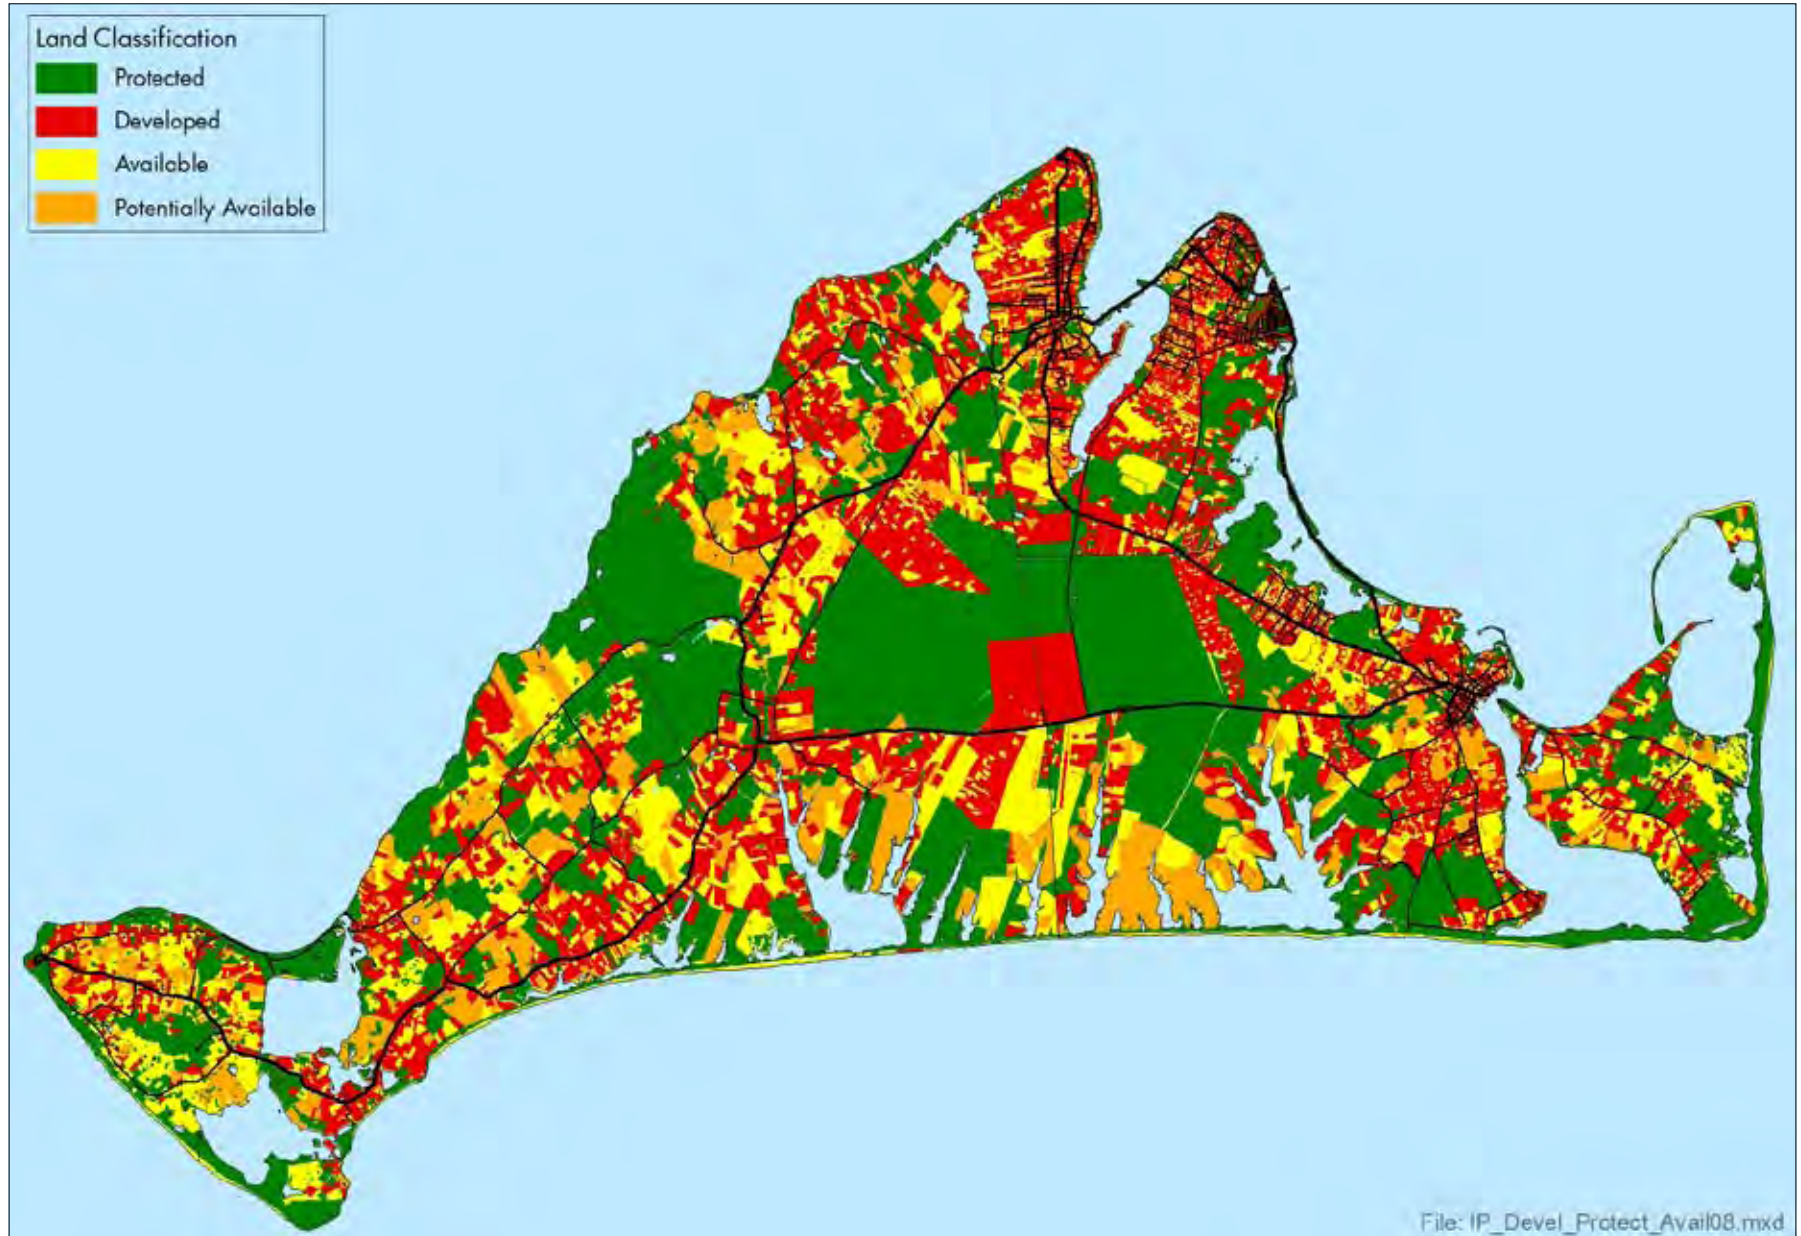 Land Classification
Protected
Developed
Available
Potentially Available
File: IP_Devel_Protect_Avail08.mxd